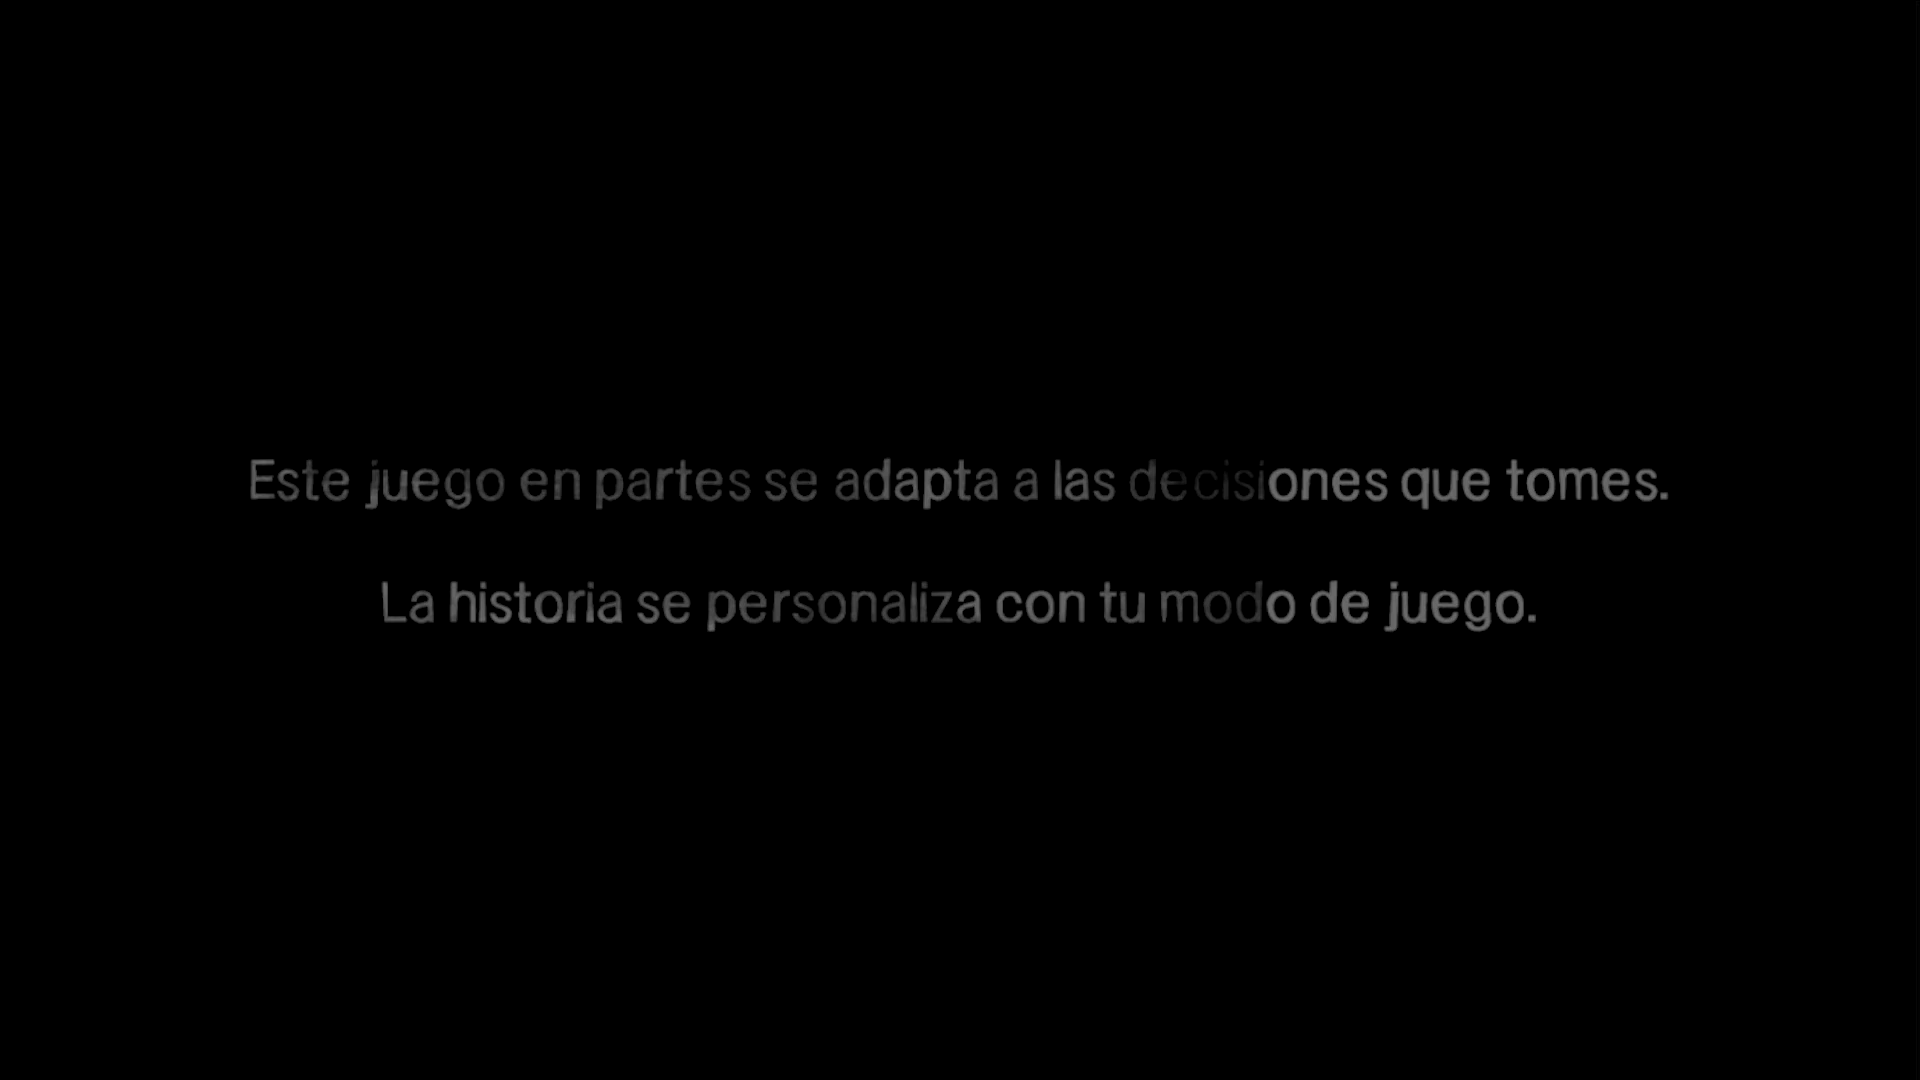 Este juego en partes se adapta a las decisiones que tomes.
La historia se personaliza con tu modo de juego.